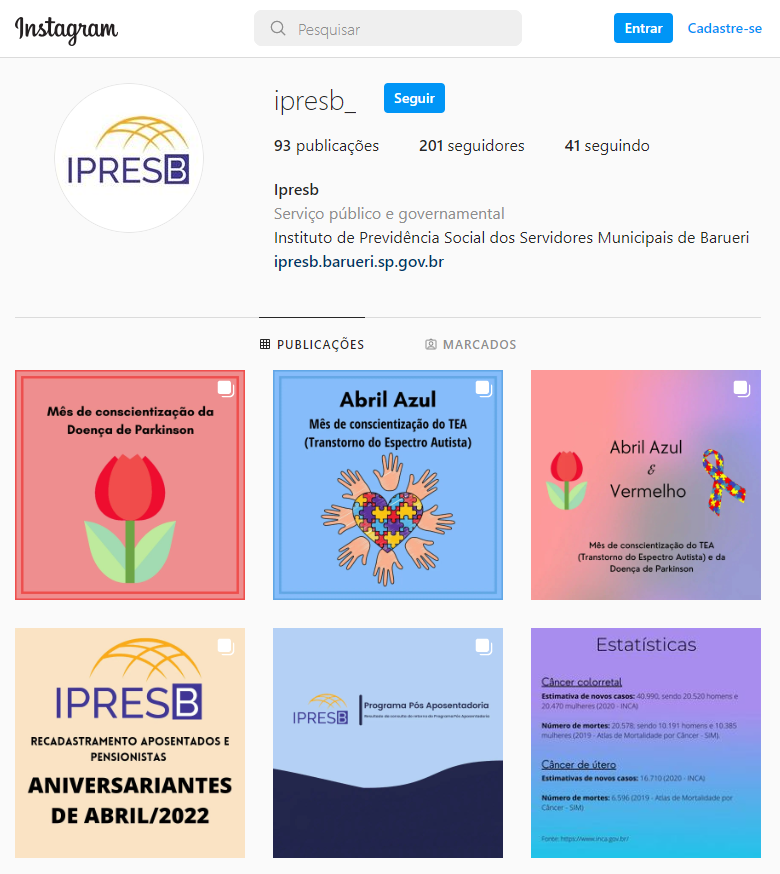 Instagram
Pesquisar
Entrar
Cadastre-se
IPRESB
ipresb_
Seguir
93 publicações
201 seguidores
41 seguindo
Ipresb
Serviço público e governamental
Instituto de Previdência Social dos Servidores Municipais de Barueri
ipresb.barueri.sp.gov.br
PUBLICAÇÕES
MARCADOS
Mês de conscientização da
Doença de Parkinson
Abril Azul
Mês de conscientização do TEA
(Transtorno do Espectro Autista)
Abril Azul
&
Vermelho
Mês de conscientização do TEA
(Transtorno do Espectro Autista) e da
Doença de Parkinson
IPRESB
RECADASTRAMENTO APOSENTADOS E
PENSIONISTAS
ANIVERSARIANTES
DE ABRIL/2022
IPRESB
Programa Pós Aposentadoria
Estatísticas
Câncer colorretal
Estimativa de novos casos: 40.990, sendo 20.520 homens e
20.470 mulheres (2020 - INCA)
Número de mortes: 20.578, sendo 10.191 homens e 10.385
mulheres (2019 - Atlas de Mortalidade por Câncer - SIM).
Câncer de útero
Estimativas de novos casos: 16.710 (2020 - INCA)
Número de mortes: 6.596 (2019 - Atlas de Mortalidade por
Câncer - SIM)
Fonte: https://www.inca.gov.br/